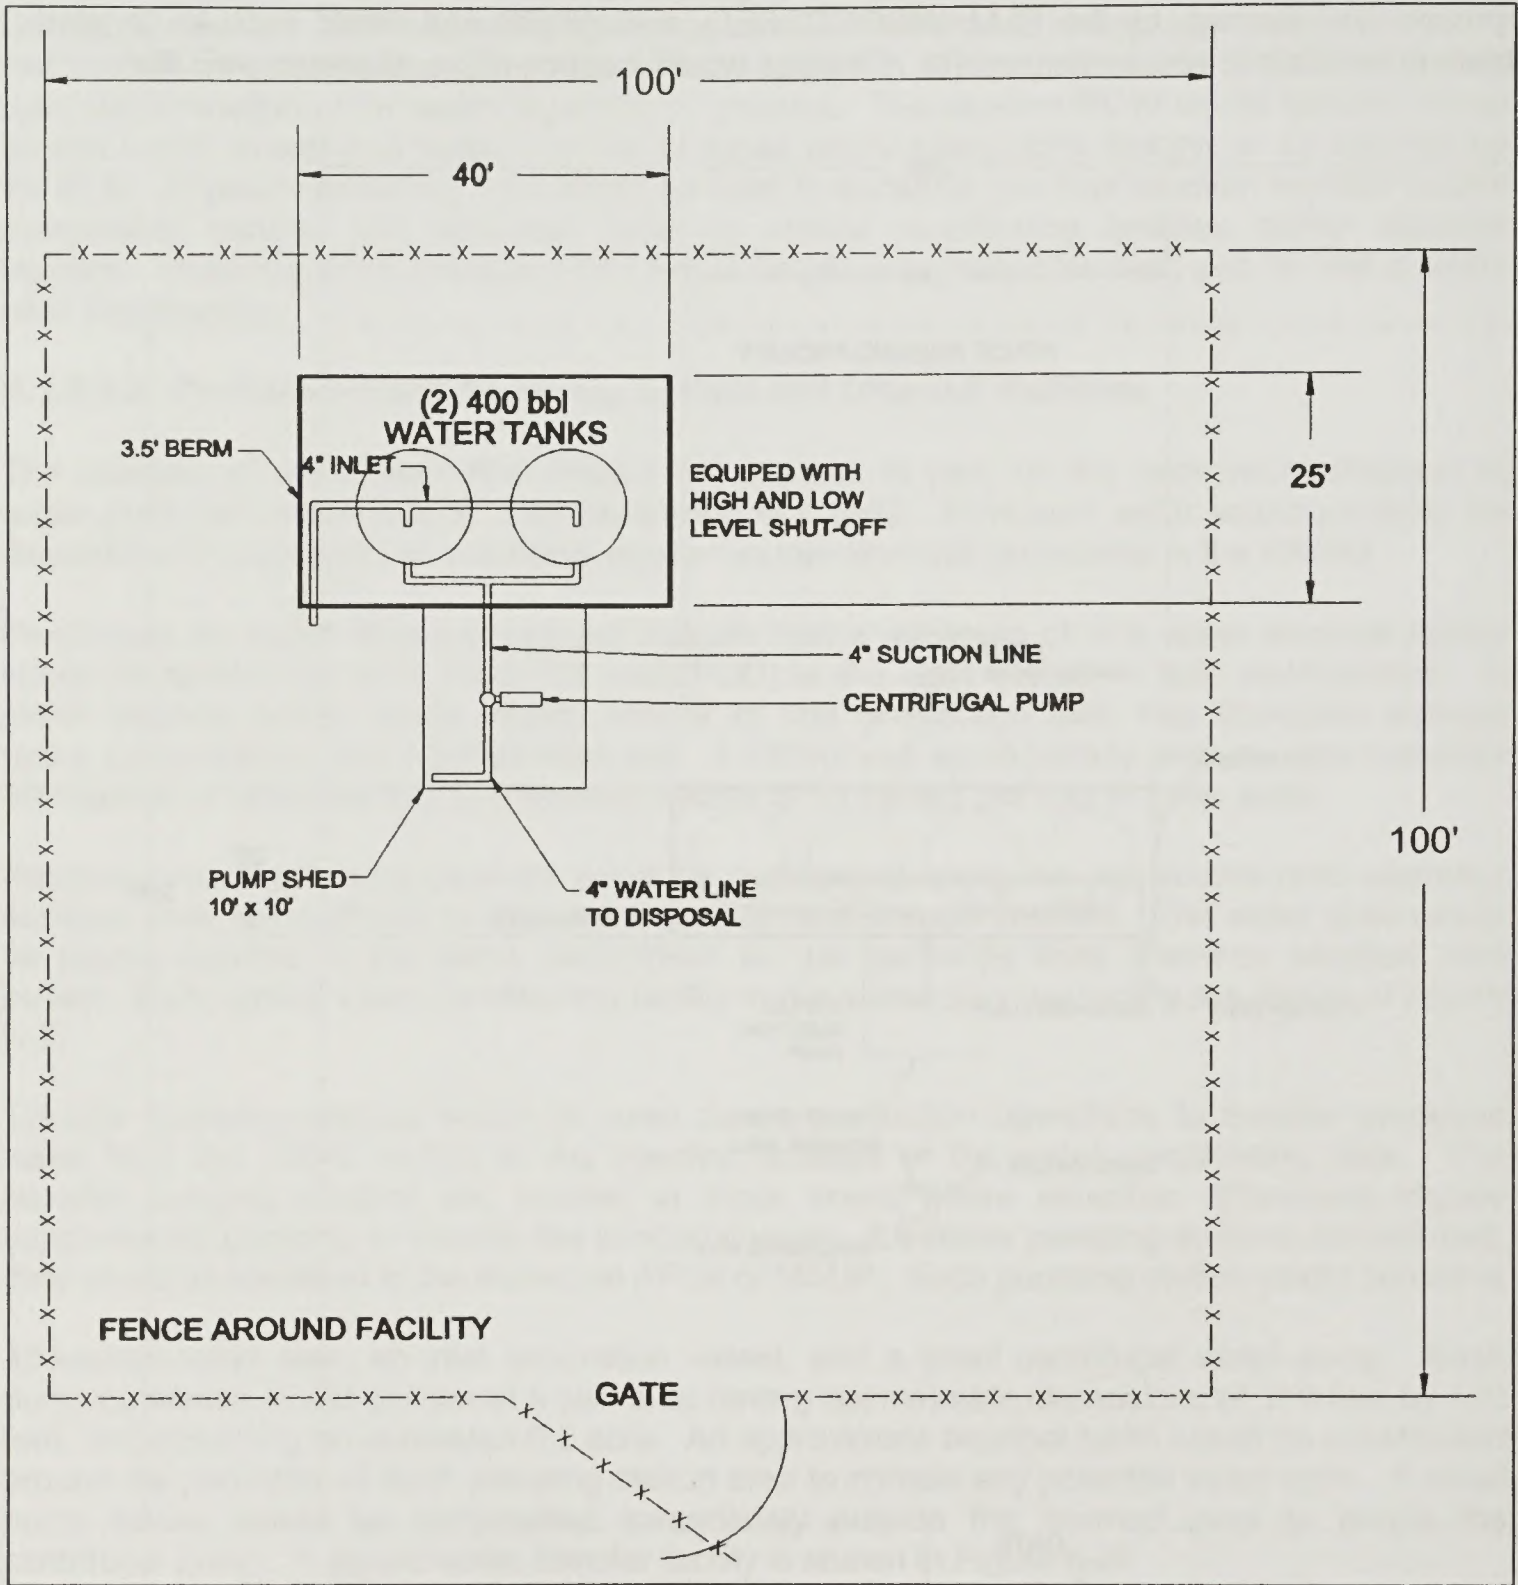 100'
40'
(2) 400 bbl
WATER TANKS
3.5' BERM
4" INLET
EQUIPED WITH
HIGH AND LOW
LEVEL SHUT-OFF
25'
4" SUCTION LINE
CENTRIFUGAL PUMP
100'
PUMP SHED
10' x 10'
4" WATER LINE
TO DISPOSAL
FENCE AROUND FACILITY
GATE